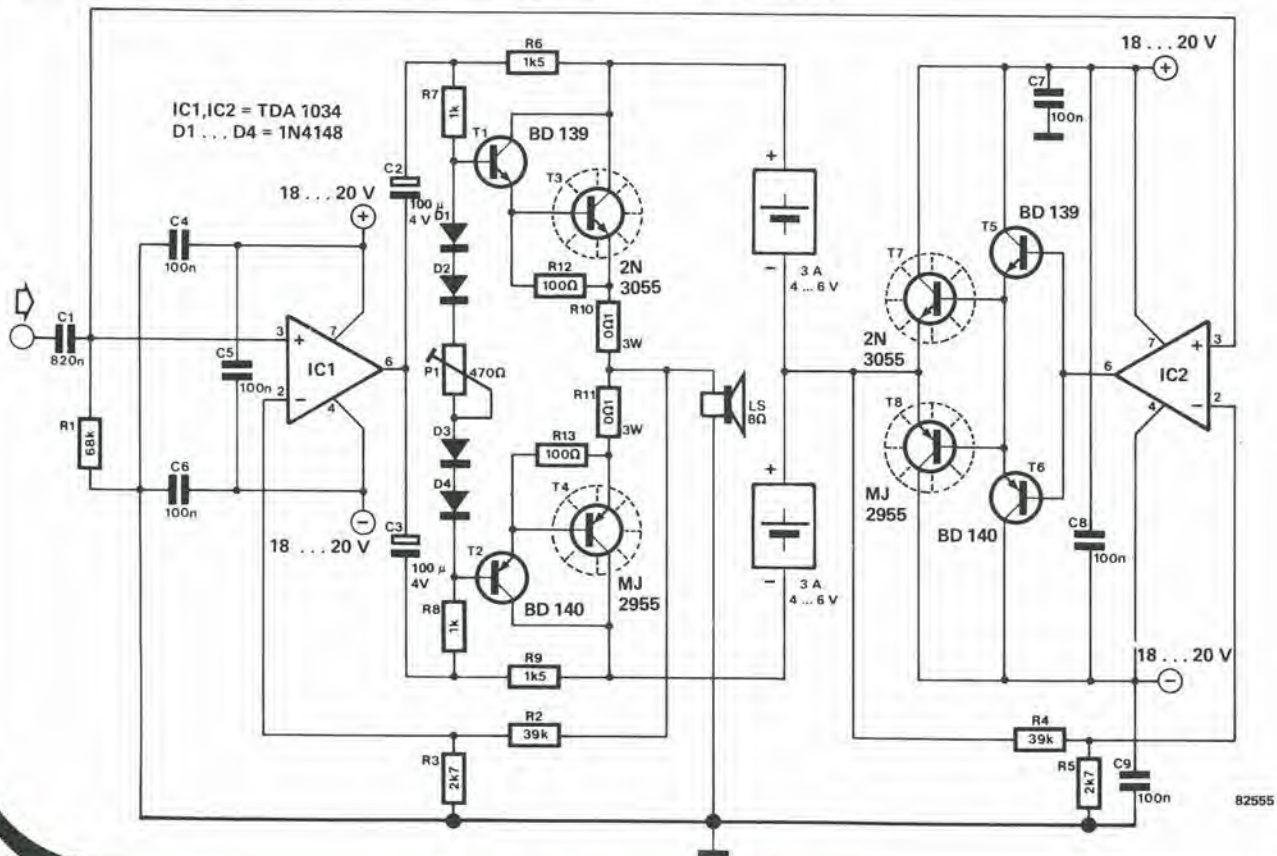 IC1,IC2 = TDA 1034
D1 . . . D4 = 1N4148
C1
820n
R1
68k
C4
100n
C5
100n
C6
100n
18 ... 20 V
+
3
+
7
IC1
6
2
−
4
−
18 ... 20 V
C2
100 µ
4 V
C3
100 µ
4V
R6
1k5
R7
1k
T1
BD 139
D1
D2
P1
470Ω
D3
D4
T2
BD 140
R8
1k
R9
1k5
T3
2N
3055
R12
100Ω
R10
0Ω1
3W
R11
0Ω1
3W
R13
100Ω
T4
MJ
2955
LS
8Ω
+
−
3 A
4 ... 6 V
+
−
3 A
4 ... 6 V
R2
39k
R3
2k7
18 ... 20 V
+
C7
100n
T5
BD 139
T7
2N
3055
T8
MJ
2955
T6
BD 140
7
+
3
6
IC2
4
−
2
C8
100n
18 ... 20 V
−
R4
39k
R5
2k7
C9
100n
82555